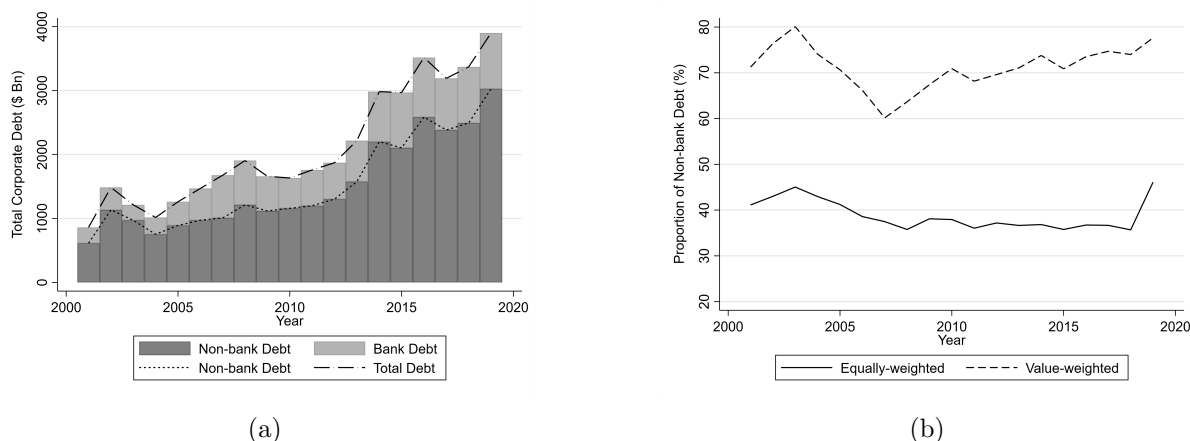 Total Corporate Debt ($ Bn)
4000
3000
2000
1000
0
2000 2005 2010 2015 2020
Year
Non-bank Debt Bank Debt
Non-bank Debt Total Debt
(a)
Proportion of Non-bank Debt (%)
80
70
60
50
40
30
20
2000 2005 2010 2015 2020
Year
Equally-weighted Value-weighted
(b)